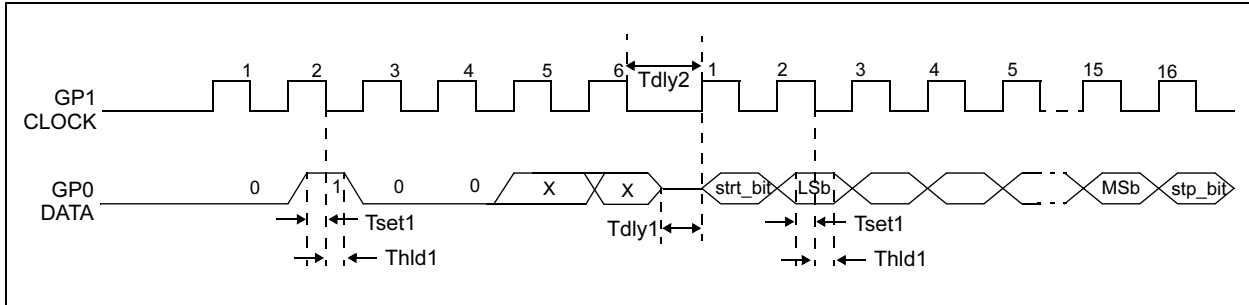 1 2 3 4 5 6 Tdly2 1 2 3 4 5 15 16
GP1
CLOCK
GP0
DATA
0 1 0 0 X X strt_bit LSb MSb stp_bit
Tset1 Tdly1 Tset1
Thld1 Thld1